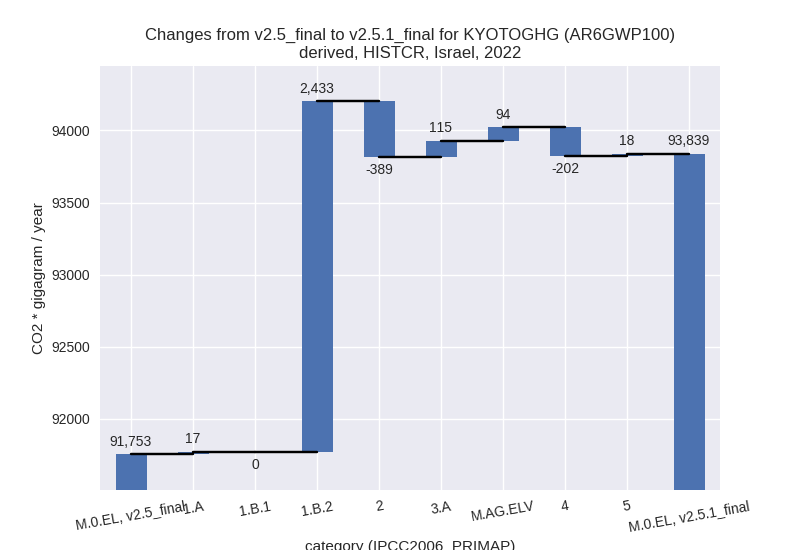 Changes from v2.5_final to v2.5.1_final for KYOTOGHG (AR6GWP100)
derived, HISTCR, Israel, 2022
CO2 * gigagram / year
94000
93500
93000
92500
92000
91,753
17
0
2,433
-389
115
94
-202
18
93,839
M.0.EL, v2.5_final
1.A
1.B.1
1.B.2
2
3.A
M.AG.ELV
4
5
M.0.EL, v2.5.1_final
category (IPCC2006_PRIMAP)